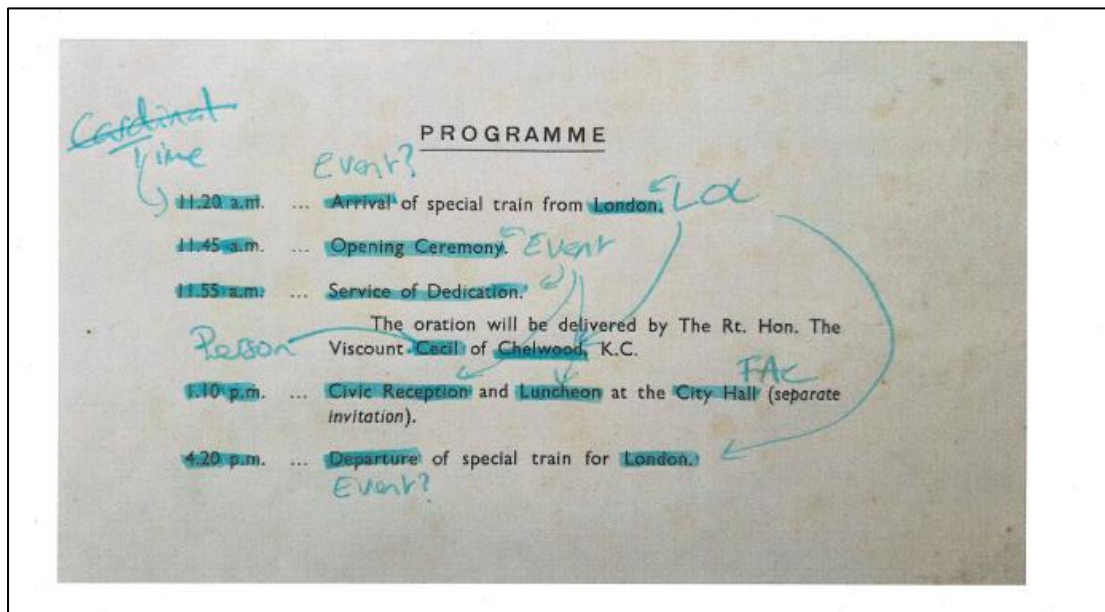 Cardinal
PROGRAMME
Time
Event?
11.20 a.m. ... Arrival of special train from London. LOC
11.45 a.m. ... Opening Ceremony. Event
11.55 a.m. ... Service of Dedication.
The oration will be delivered by The Rt. Hon. The
Person Viscount Cecil of Chelwood, K.C.
FAC
1.10 p.m. ... Civic Reception and Luncheon at the City Hall (separate
invitation).
4.20 p.m. ... Departure of special train for London.
Event?